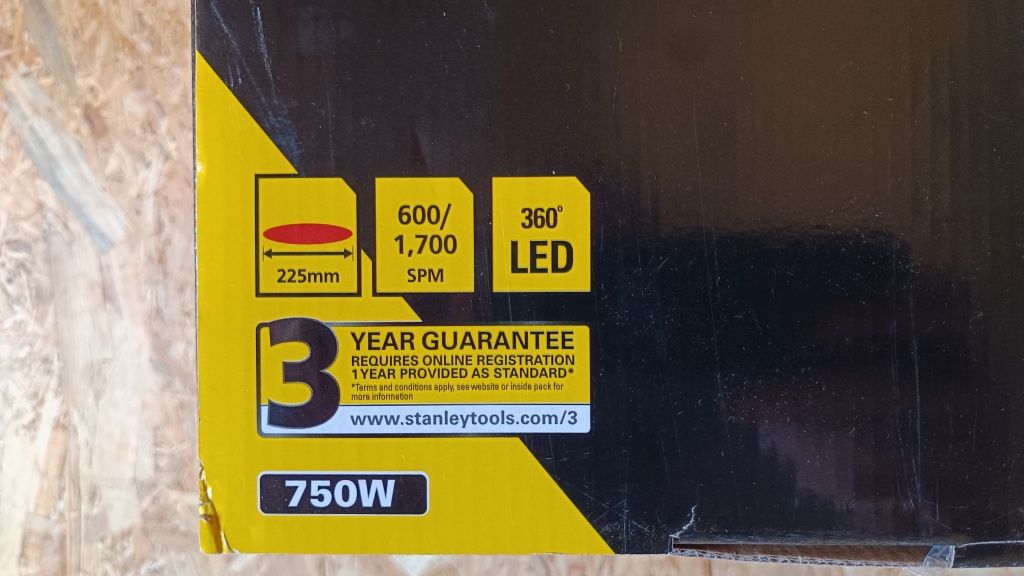 225mm
600/
1,700
SPM
360°
LED
3
YEAR GUARANTEE
REQUIRES ONLINE REGISTRATION
1 YEAR PROVIDED AS STANDARD*
*Terms and conditions apply, see website or inside pack for
more information
www.stanleytools.com/3
750W